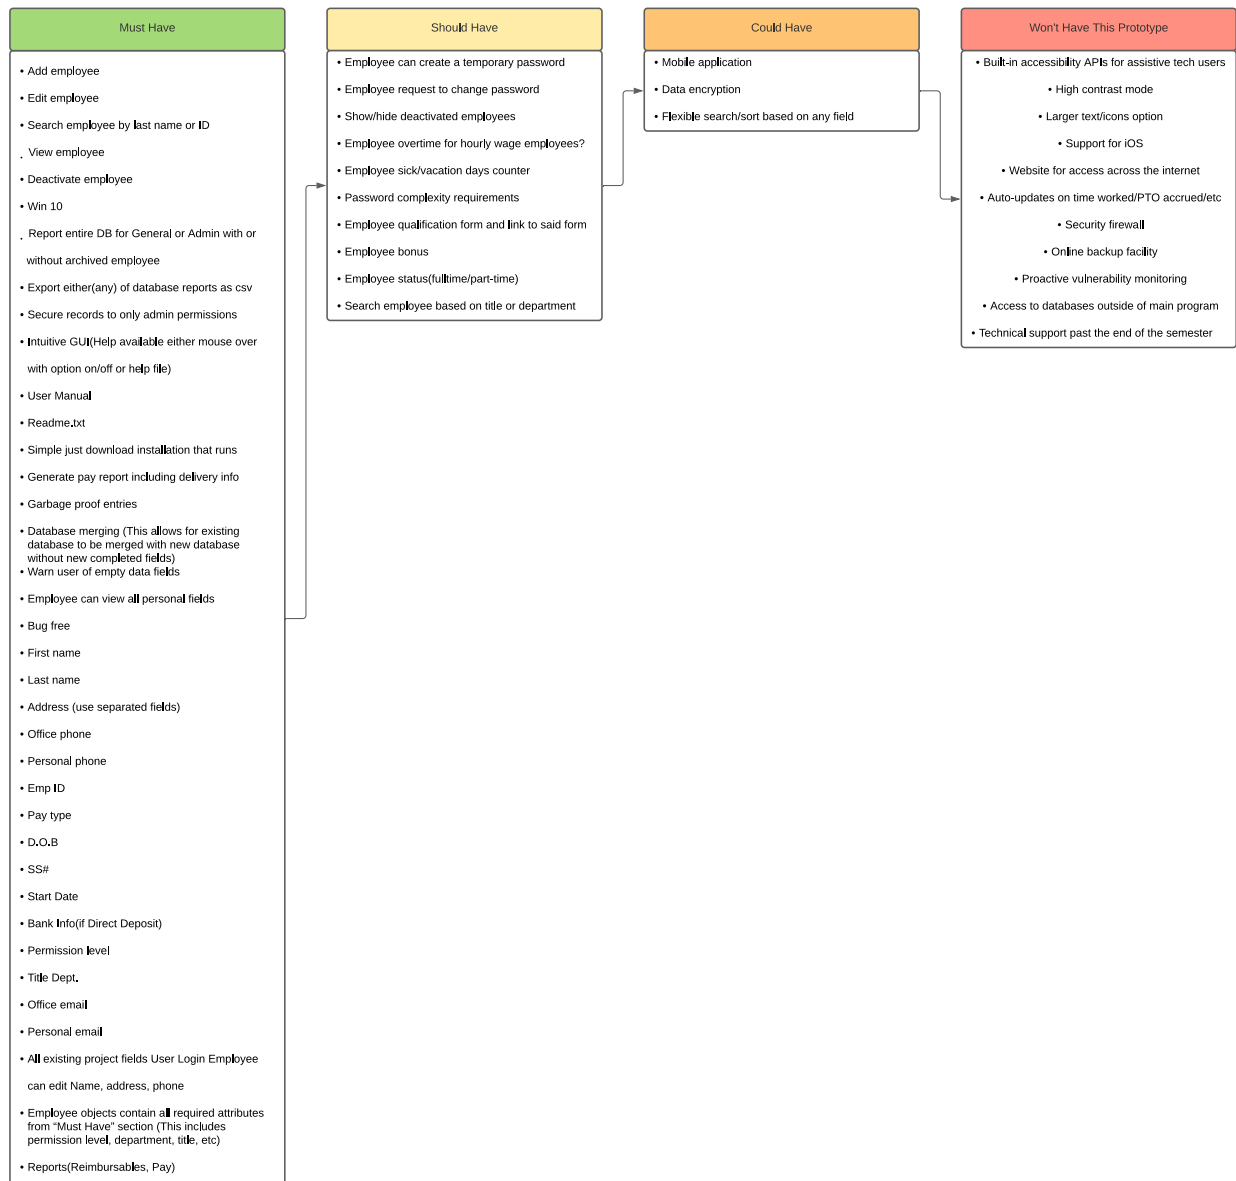 Must Have
• Add employee
• Edit employee
• Search employee by last name or ID
. View employee
• Deactivate employee
• Win 10
. Report entire DB for General or Admin with or
without archived employee
• Export either(any) of database reports as csv
• Secure records to only admin permissions
• Intuitive GUI(Help available either mouse over
with option on/off or help file)
• User Manual
• Readme.txt
• Simple just download installation that runs
• Generate pay report including delivery info
• Garbage proof entries
• Database merging (This allows for existing
database to be merged with new database
without new completed fields)
• Warn user of empty data fields
• Employee can view all personal fields
• Bug free
• First name
• Last name
• Address (use separated fields)
• Office phone
• Personal phone
• Emp ID
• Pay type
• D.O.B
• SS#
• Start Date
• Bank Info(if Direct Deposit)
• Permission level
• Title Dept.
• Office email
• Personal email
• All existing project fields User Login Employee
can edit Name, address, phone
• Employee objects contain all required attributes
from “Must Have” section (This includes
permission level, department, title, etc)
• Reports(Reimbursables, Pay)
Should Have
• Employee can create a temporary password
• Employee request to change password
• Show/hide deactivated employees
• Employee overtime for hourly wage employees?
• Employee sick/vacation days counter
• Password complexity requirements
• Employee qualification form and link to said form
• Employee bonus
• Employee status(fulltime/part-time)
• Search employee based on title or department
Could Have
• Mobile application
• Data encryption
• Flexible search/sort based on any field
Won't Have This Prototype
• Built-in accessibility APIs for assistive tech users
• High contrast mode
• Larger text/icons option
• Support for iOS
• Website for access across the internet
• Auto-updates on time worked/PTO accrued/etc
• Security firewall
• Online backup facility
• Proactive vulnerability monitoring
• Access to databases outside of main program
• Technical support past the end of the semester